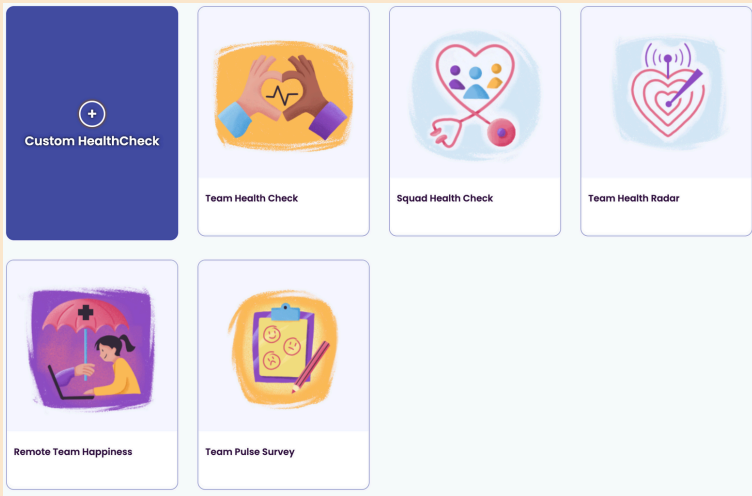 Custom HealthCheck
Team Health Check
Squad Health Check
Team Health Radar
Remote Team Happiness
Team Pulse Survey